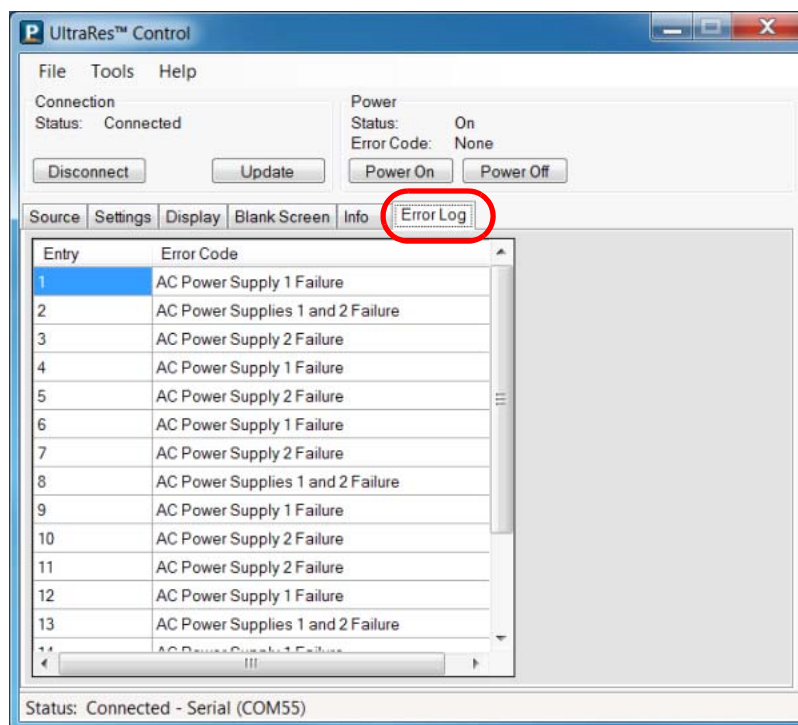 UltraRes™ Control
File Tools Help
Connection
Status: Connected
Disconnect Update
Power
Status: On
Error Code: None
Power On Power Off
Source Settings Display Blank Screen Info Error Log
Entry Error Code
1 AC Power Supply 1 Failure
2 AC Power Supplies 1 and 2 Failure
3 AC Power Supply 2 Failure
4 AC Power Supply 1 Failure
5 AC Power Supply 2 Failure
6 AC Power Supply 1 Failure
7 AC Power Supply 2 Failure
8 AC Power Supplies 1 and 2 Failure
9 AC Power Supply 1 Failure
10 AC Power Supply 2 Failure
11 AC Power Supply 2 Failure
12 AC Power Supply 1 Failure
13 AC Power Supplies 1 and 2 Failure
14 AC Power Supply 1 Failure
Status: Connected - Serial (COM55)